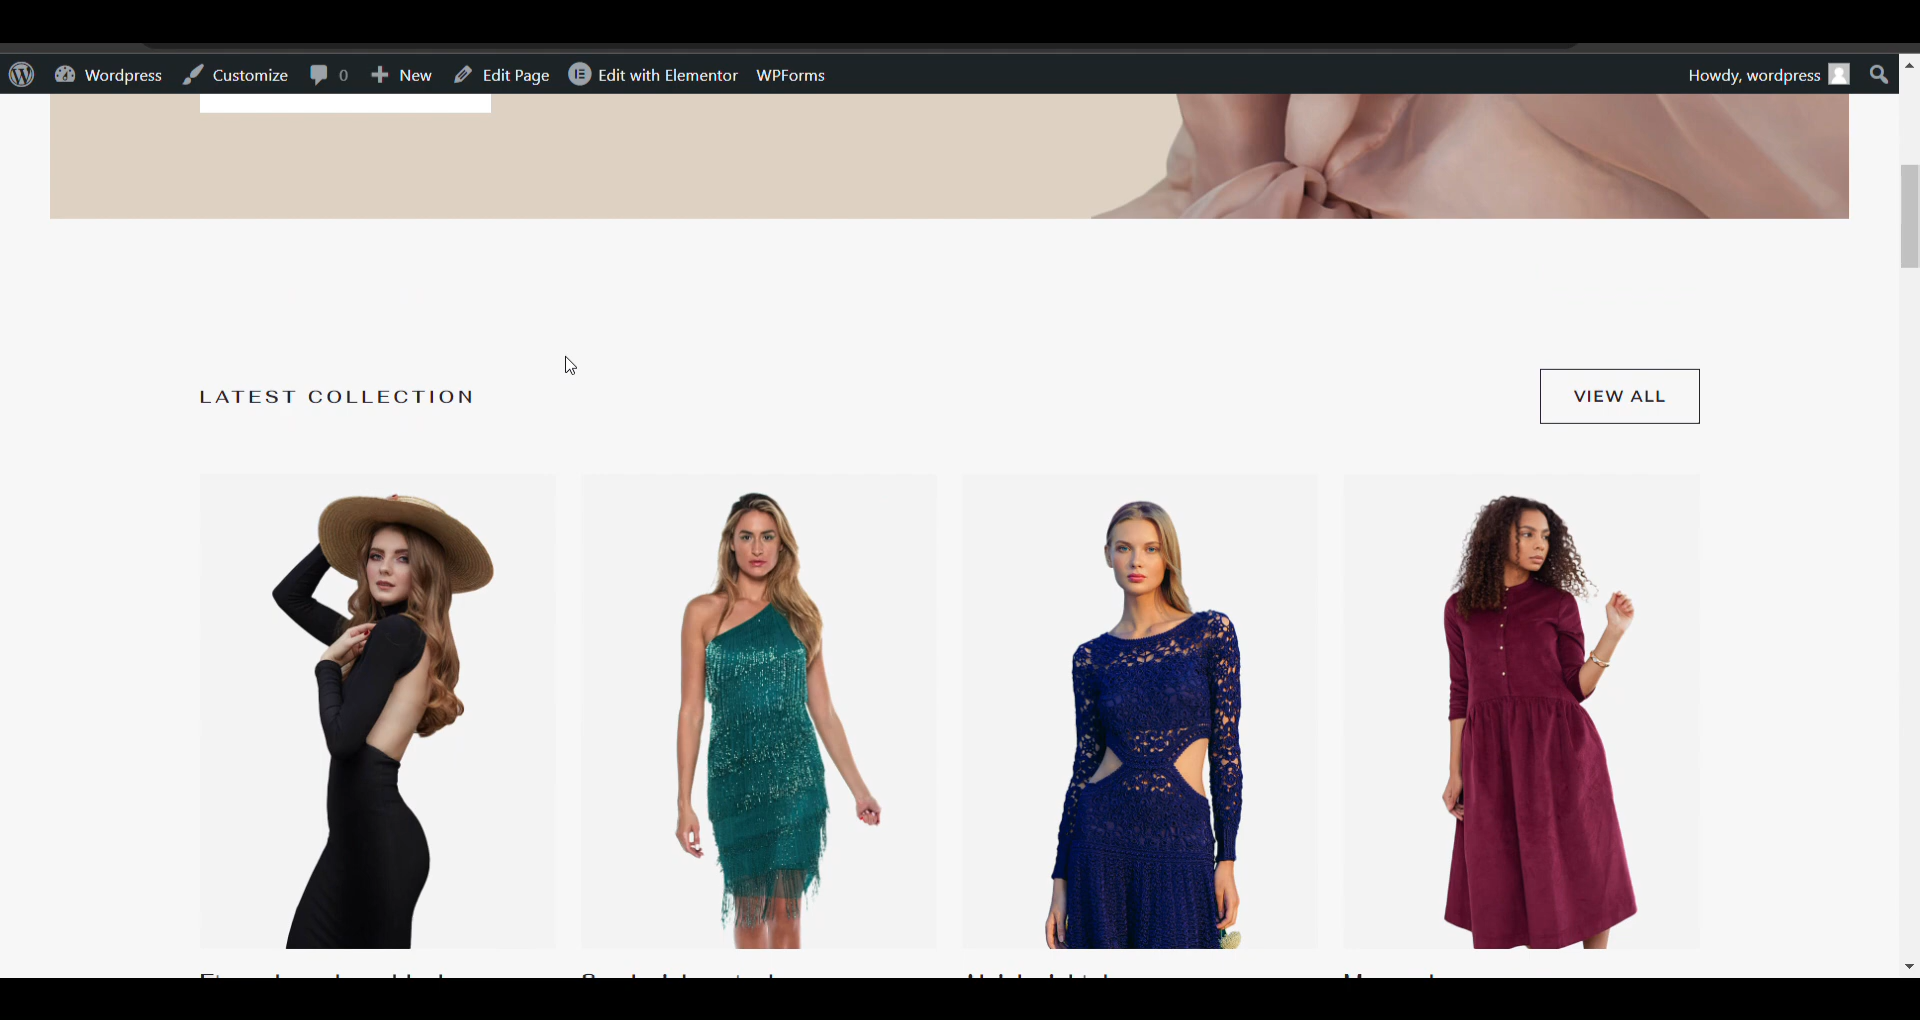 Wordpress Customize 0 New Edit Page Edit with Elementor WPForms Howdy, wordpress
LATEST COLLECTION
VIEW ALL